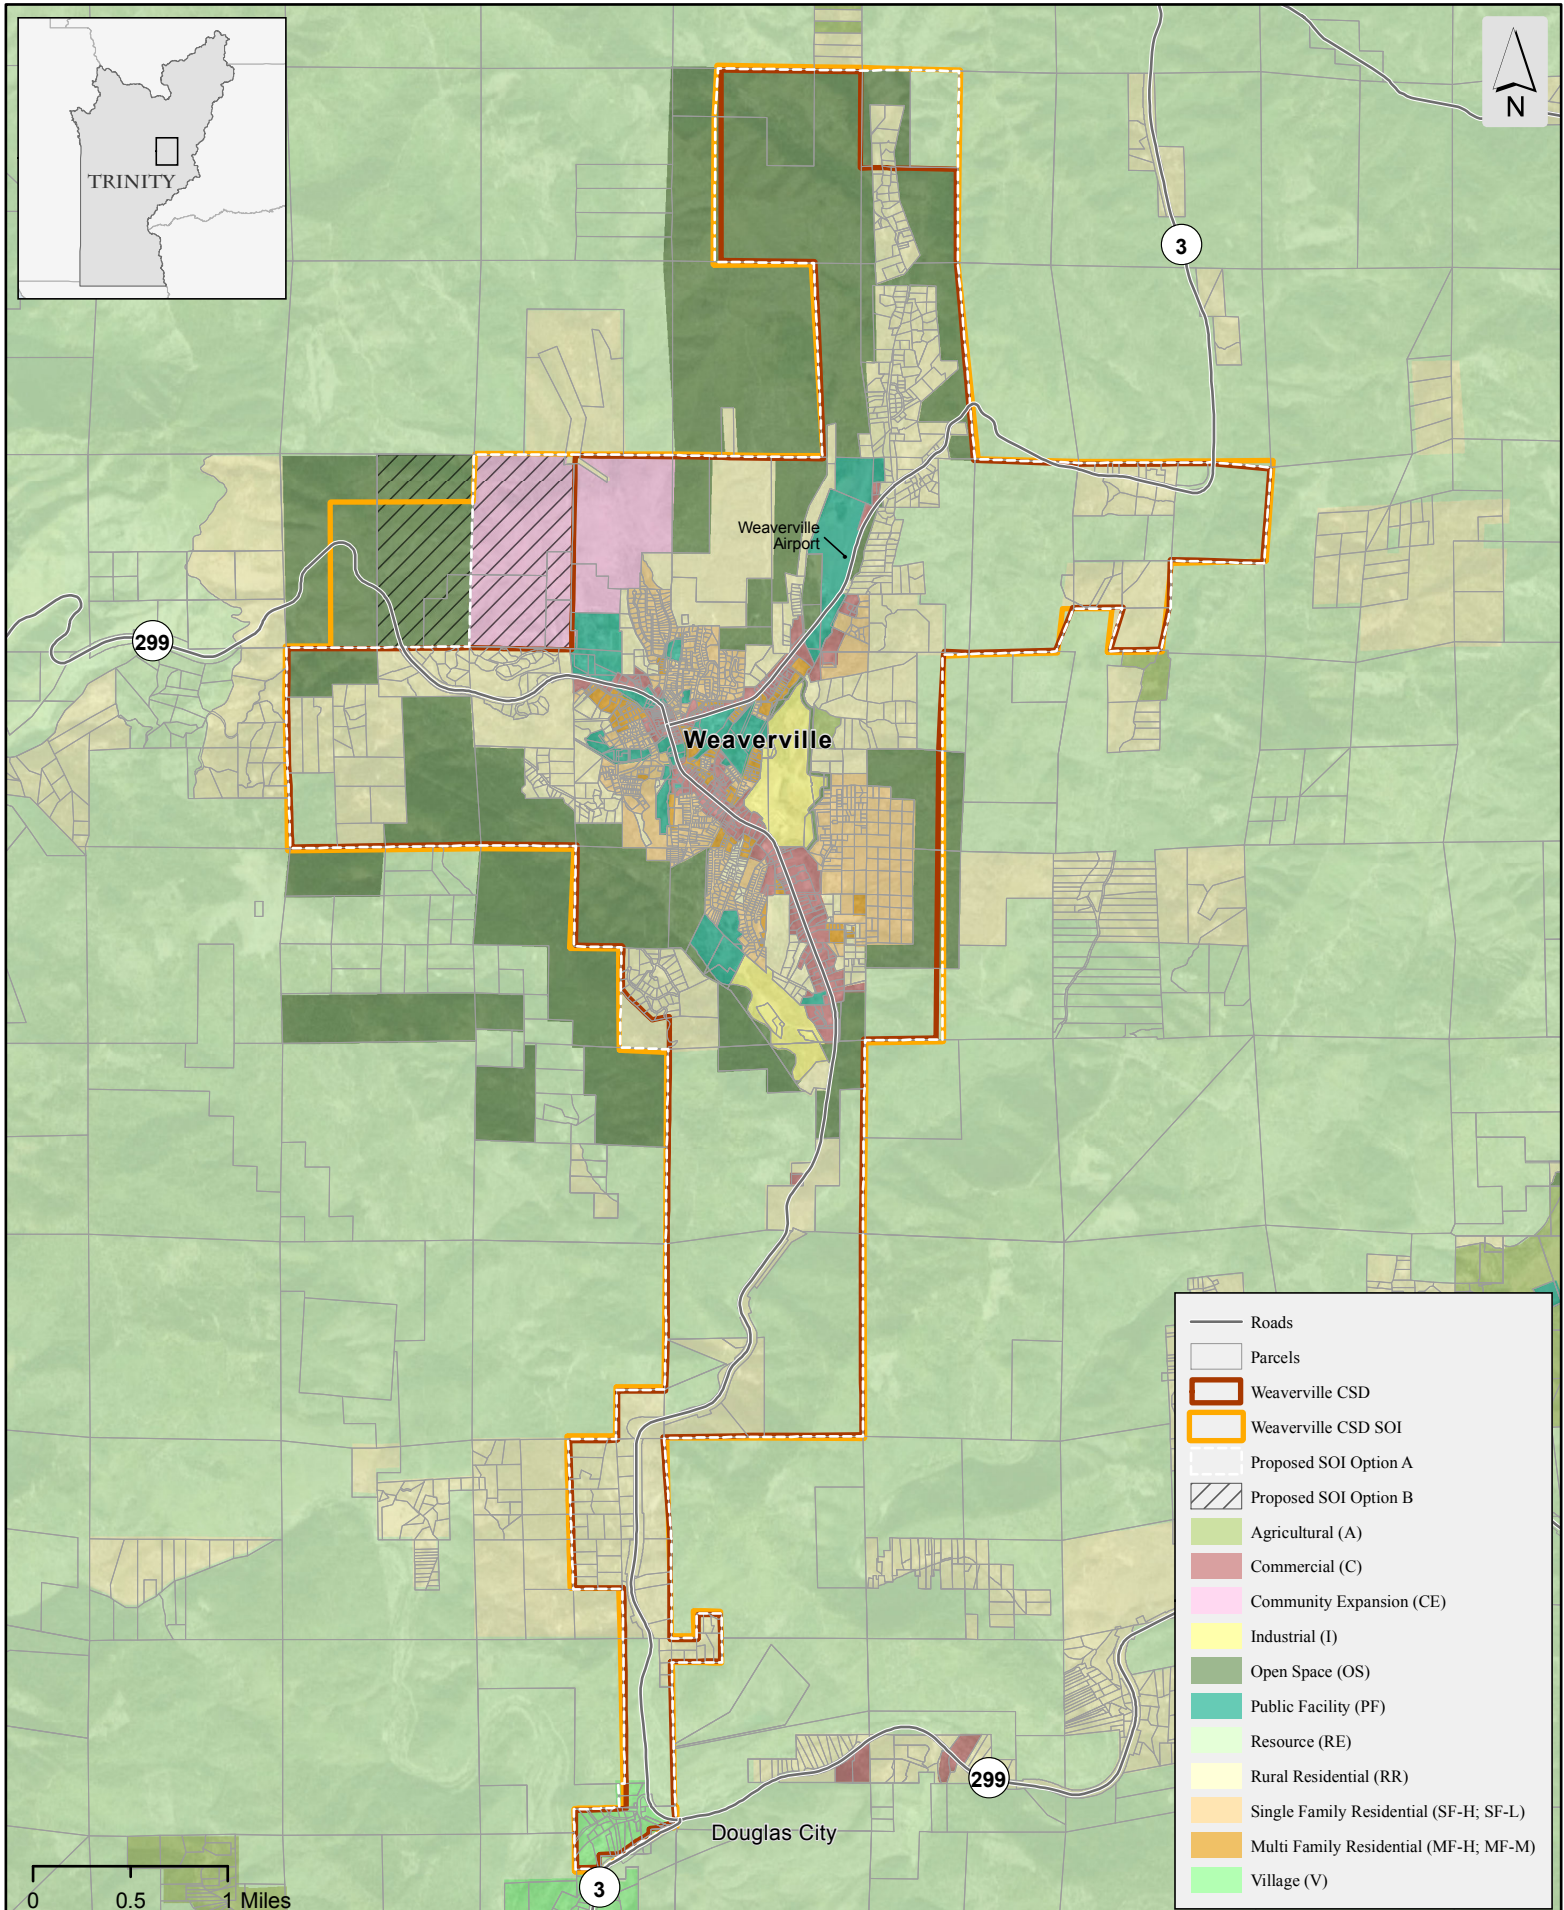 TRINITY
N
3
Weaverville
Airport
299
Weaverville
Roads
Parcels
Weaverville CSD
Weaverville CSD SOI
Proposed SOI Option A
Proposed SOI Option B
Agricultural (A)
Commercial (C)
Community Expansion (CE)
Industrial (I)
Open Space (OS)
Public Facility (PF)
Resource (RE)
Rural Residential (RR)
Single Family Residential (SF-H; SF-L)
Multi Family Residential (MF-H; MF-M)
Village (V)
299
Douglas City
3
0 0.5 1 Miles